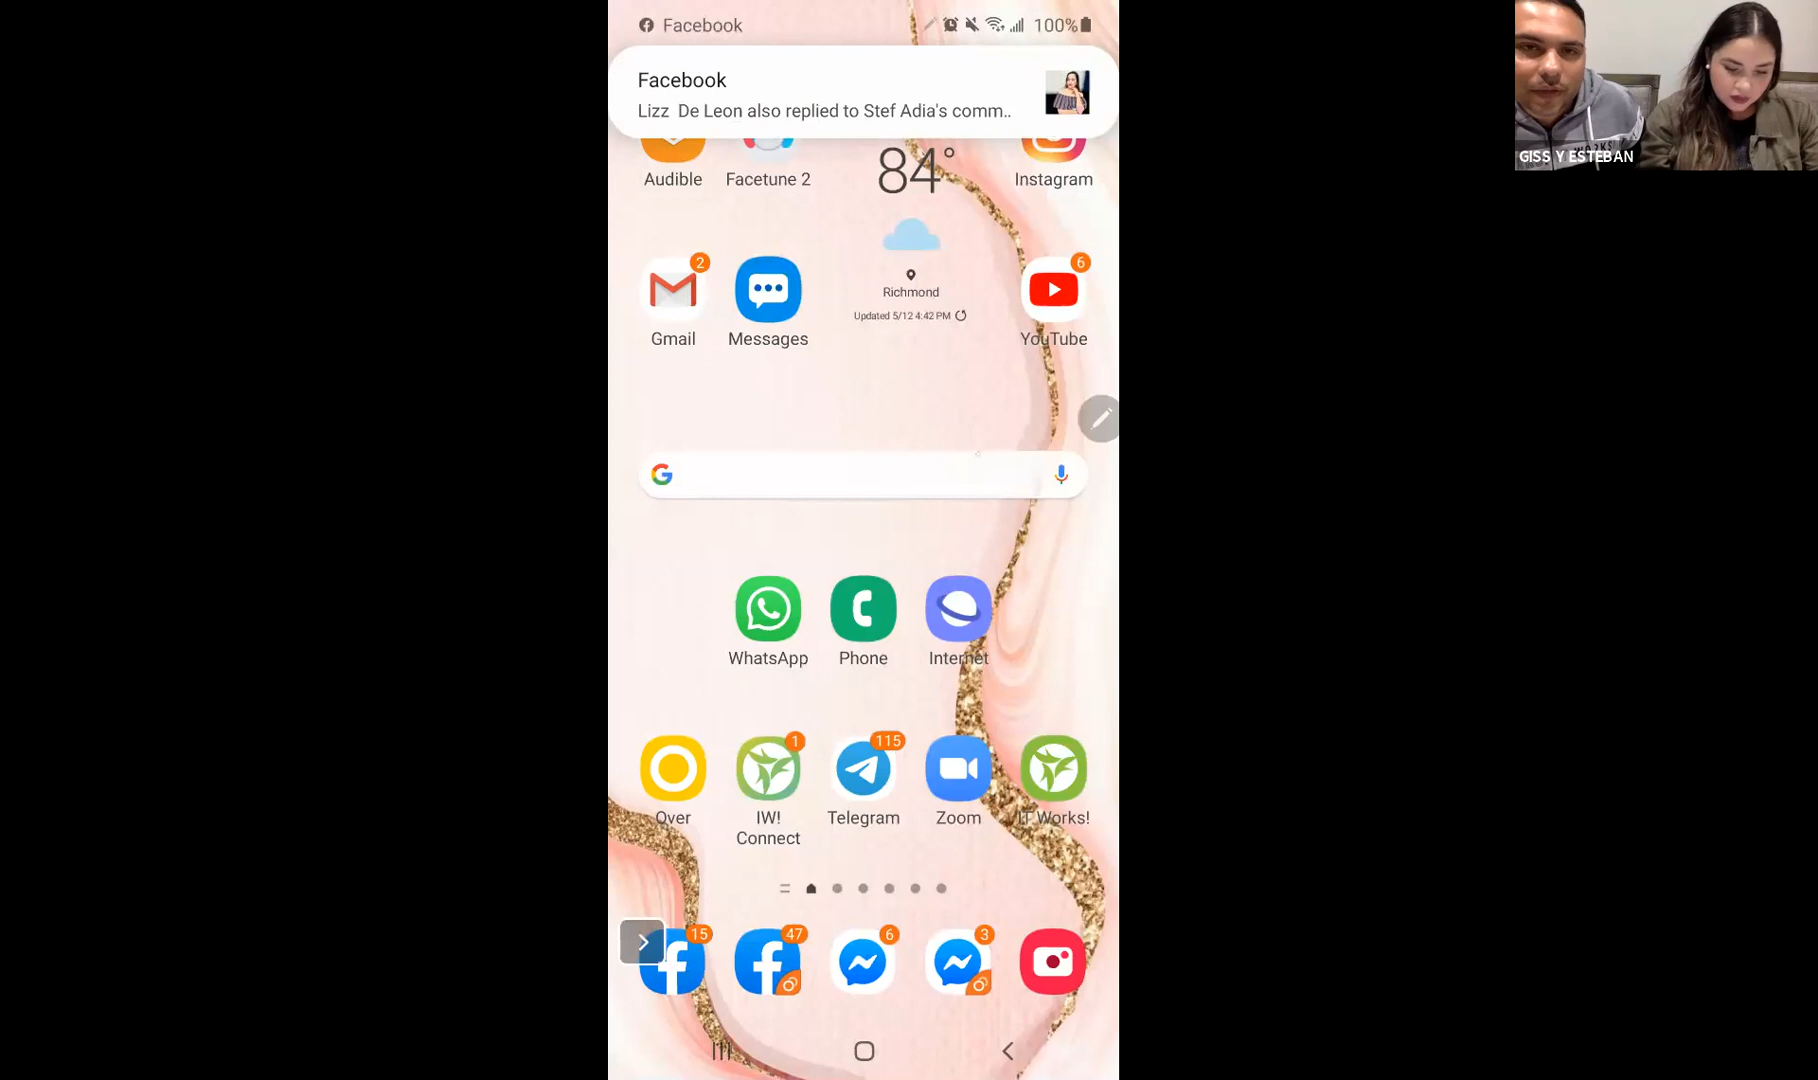 Facebook
100%
Facebook
Lizz De Leon also replied to Stef Adia's comm..
Audible
Facetune 2
84°
Instagram
2
6
Richmond
Updated 5/12 4:42 PM
Gmail
Messages
YouTube
WhatsApp
Phone
Internet
1
115
Over
IW!
Connect
Telegram
Zoom
IT Works!
15
47
6
3
GISS Y ESTEBAN